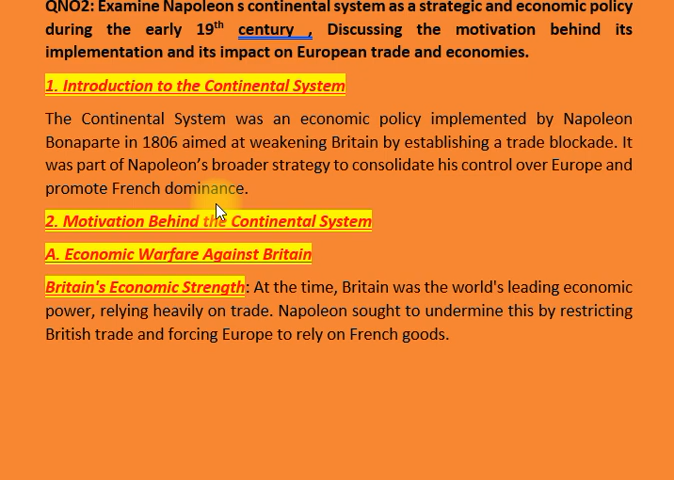 QNO2: Examine Napoleon s continental system as a strategic and economic policy
during the early 19th century , Discussing the motivation behind its
implementation and its impact on European trade and economies.
1. Introduction to the Continental System
The Continental System was an economic policy implemented by Napoleon
Bonaparte in 1806 aimed at weakening Britain by establishing a trade blockade. It
was part of Napoleon’s broader strategy to consolidate his control over Europe and
promote French dominance.
2. Motivation Behind the Continental System
A. Economic Warfare Against Britain
Britain's Economic Strength: At the time, Britain was the world's leading economic
power, relying heavily on trade. Napoleon sought to undermine this by restricting
British trade and forcing Europe to rely on French goods.